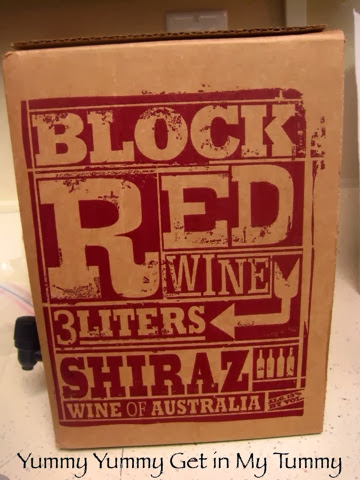 BLOCK
RED
WINE
3LITERS
SHIRAZ
WINE OF AUSTRALIA
Yummy Yummy Get in My Tummy